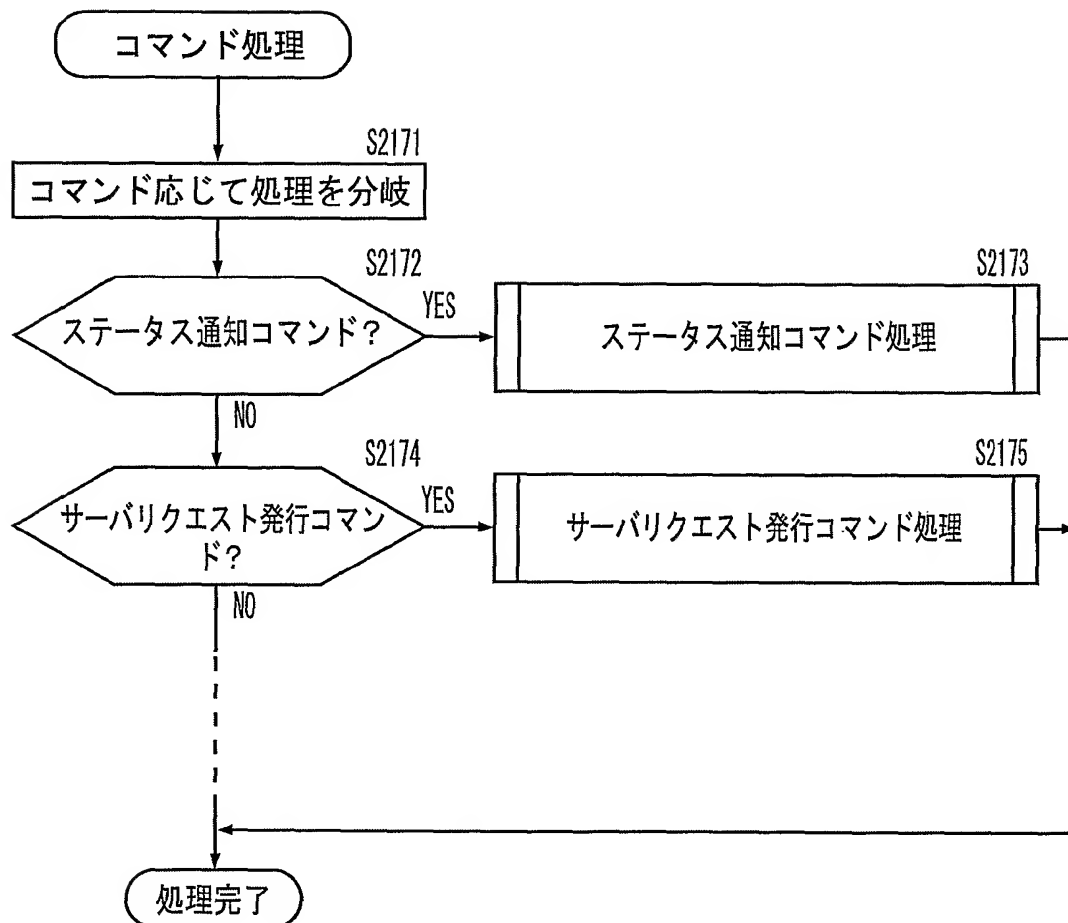 コマンド処理
S2171
コマンド応じて処理を分岐
S2172
ステータス通知コマンド？
YES
S2173
ステータス通知コマンド処理
NO
S2174
サーバリクエスト発行コマン
ド？
YES
S2175
サーバリクエスト発行コマンド処理
NO
処理完了